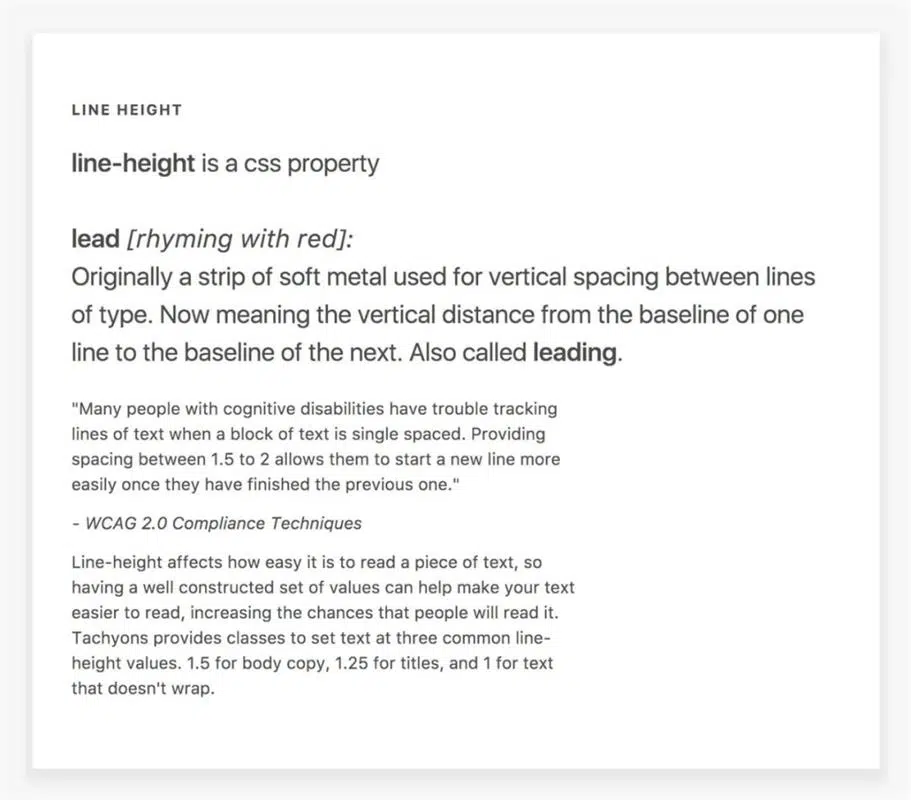 LINE HEIGHT
line-height is a css property
lead [rhyming with red]:
Originally a strip of soft metal used for vertical spacing between lines
of type. Now meaning the vertical distance from the baseline of one
line to the baseline of the next. Also called leading.
"Many people with cognitive disabilities have trouble tracking
lines of text when a block of text is single spaced. Providing
spacing between 1.5 to 2 allows them to start a new line more
easily once they have finished the previous one."
- WCAG 2.0 Compliance Techniques
Line-height affects how easy it is to read a piece of text, so
having a well constructed set of values can help make your text
easier to read, increasing the chances that people will read it.
Tachyons provides classes to set text at three common line-
height values. 1.5 for body copy, 1.25 for titles, and 1 for text
that doesn't wrap.